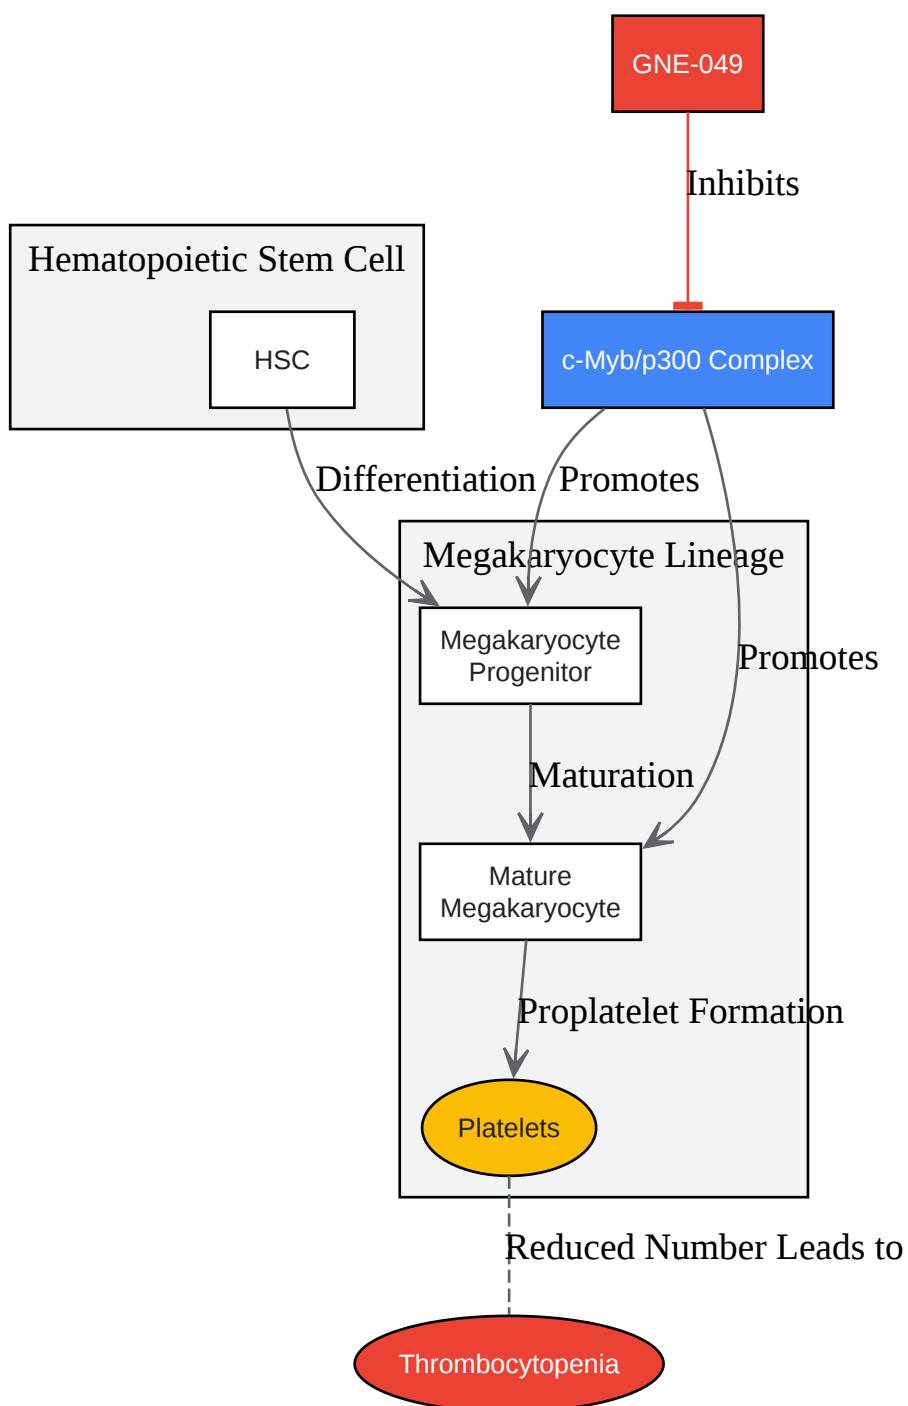 GNE-049
Inhibits
Hematopoietic Stem Cell
HSC
c-Myb/p300 Complex
Differentiation
Promotes
Megakaryocyte Lineage
Megakaryocyte
Progenitor
Promotes
Maturation
Mature
Megakaryocyte
Proplatelet Formation
Platelets
Reduced Number Leads to
Thrombocytopenia